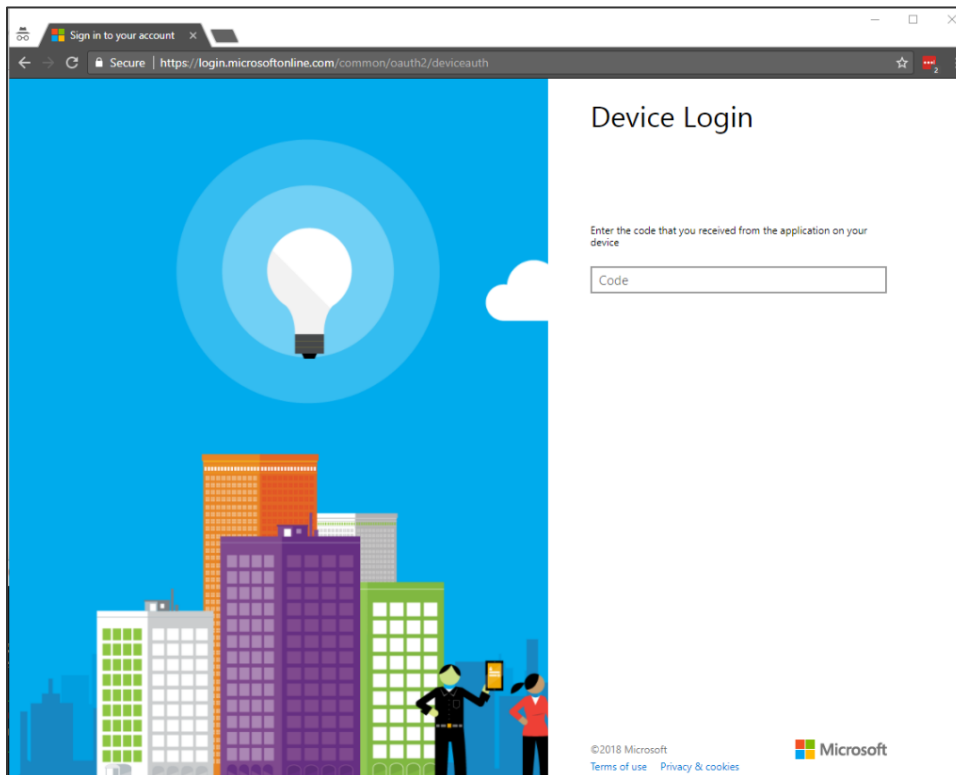 Sign in to your account
Secure | https://login.microsoftonline.com/common/oauth2/deviceauth
2
Device Login
Enter the code that you received from the application on your
device
Code
©2018 Microsoft
Microsoft
Terms of use Privacy & cookies